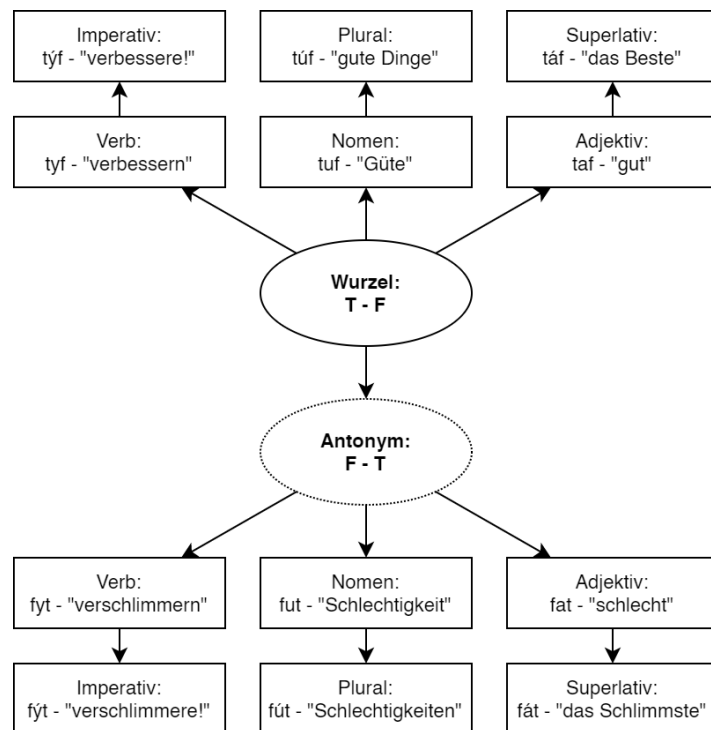 Imperativ:
týf - "verbessere!"
Plural:
túf - "gute Dinge"
Superlativ:
táf - "das Beste"
Verb:
tyf - "verbessern"
Nomen:
tuf - "Güte"
Adjektiv:
taf - "gut"
Wurzel:
T - F
Antonym:
F - T
Verb:
fyt - "verschlimmern"
Nomen:
fut - "Schlechtigkeit"
Adjektiv:
fat - "schlecht"
Imperativ:
fýt - "verschlimmere!"
Plural:
fút - "Schlechtigkeiten"
Superlativ:
fát - "das Schlimmste"